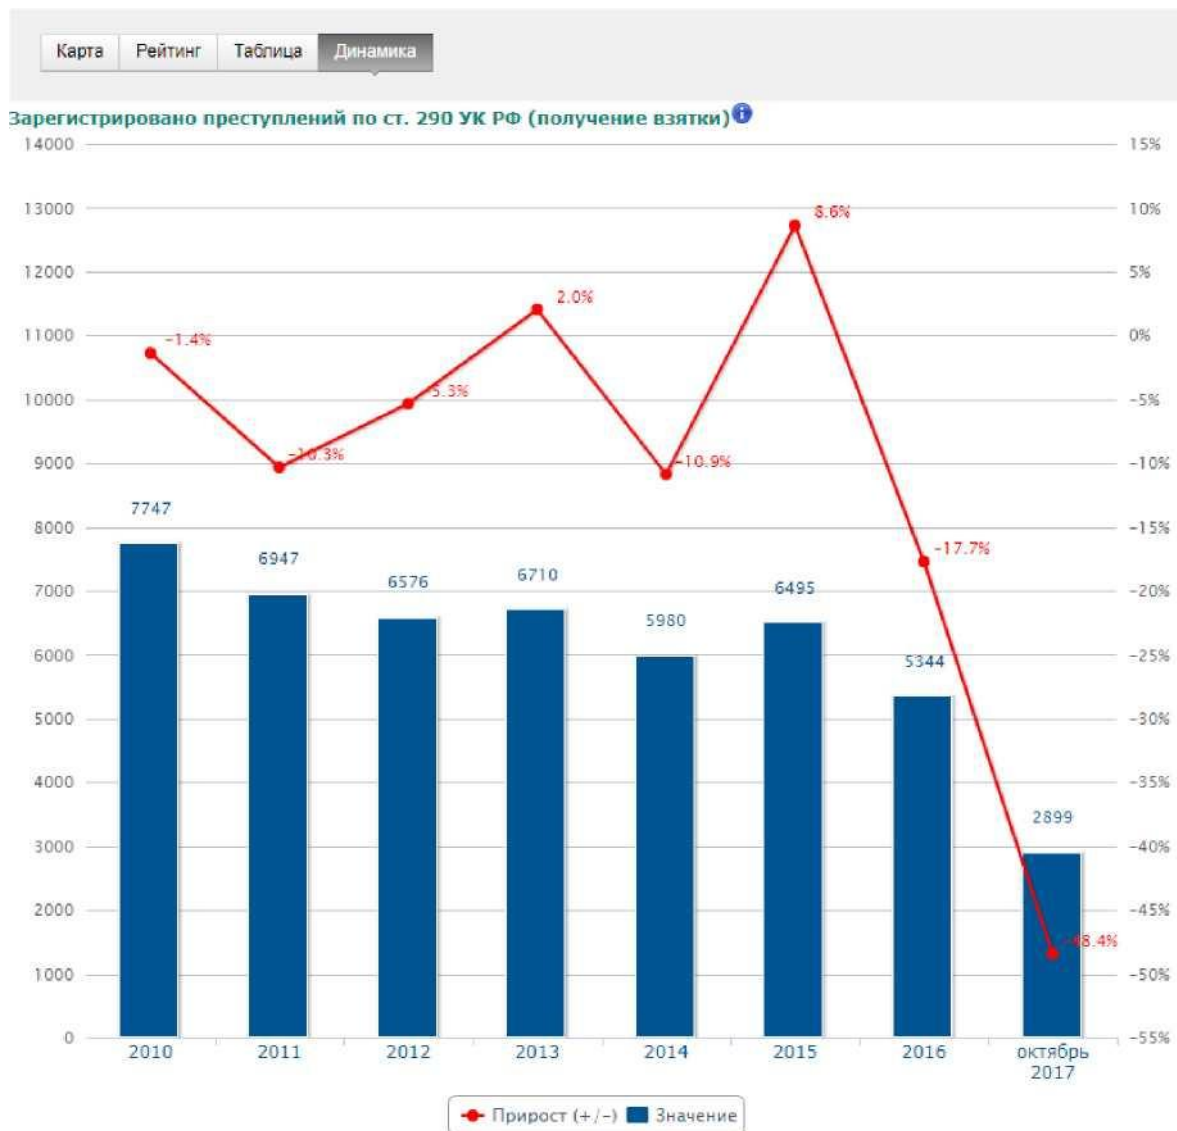 Карта Рейтинг Таблица Динамика
Зарегистрировано преступлений по ст. 290 УК РФ (получение взятки)
14000 15%
13000 8.6% 10%
12000 5%
2.0%
11000 -1.4% 0%
10000 -5.3% -5%
9000 -10.3% -10.9% -10%
7747
8000 -15%
6947 6576 6710 6495 -17.7%
7000 -20%
5980
6000 5344 -25%
5000 -30%
4000 -35%
2899
3000 -40%
2000 -45%
-48.4%
1000 -50%
0 -55%
2010 2011 2012 2013 2014 2015 2016 октябрь
2017
Прирост (+/-) Значение